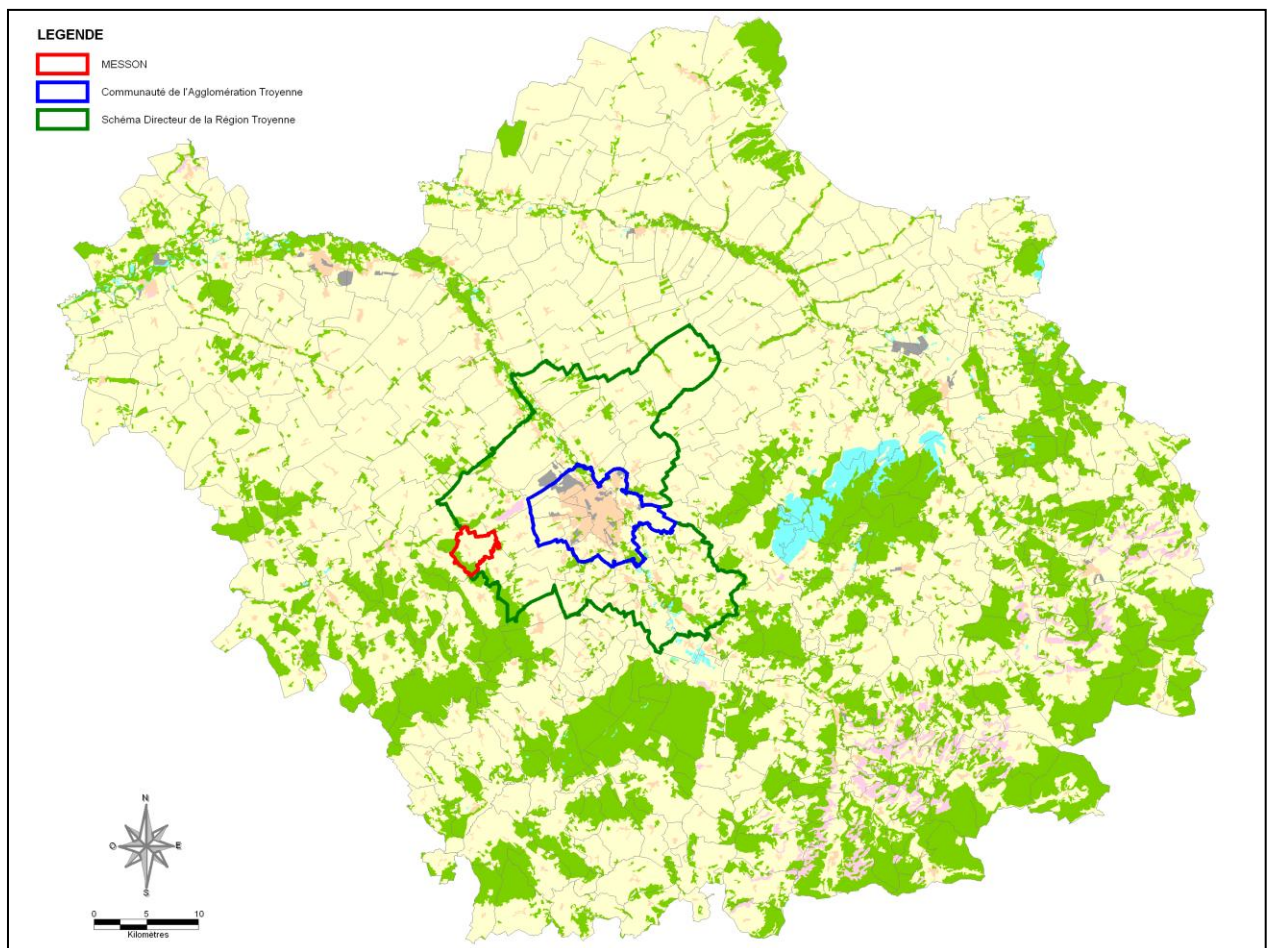 LEGENDE
MESSON
Communauté de l'Agglomération Troyenne
Schéma Directeur de la Région Troyenne
N
O E
S
0 5 10
Kilomètres